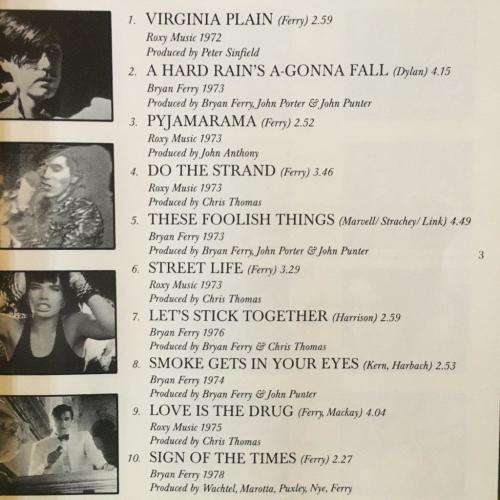 1. VIRGINIA PLAIN (Ferry) 2.59
Roxy Music 1972
Produced by Peter Sinfield
2. A HARD RAIN'S A-GONNA FALL (Dylan) 4.15
Bryan Ferry 1973
Produced by Bryan Ferry, John Porter & John Punter
3. PYJAMARAMA (Ferry) 2.52
Roxy Music 1973
Produced by John Anthony
4. DO THE STRAND (Ferry) 3.46
Roxy Music 1973
Produced by Chris Thomas
5. THESE FOOLISH THINGS (Marvell/ Strachey/ Link) 4.49
Bryan Ferry 1973
Produced by Bryan Ferry, John Porter & John Punter
3
6. STREET LIFE (Ferry) 3.29
Roxy Music 1973
Produced by Chris Thomas
7. LET'S STICK TOGETHER (Harrison) 2.59
Bryan Ferry 1976
Produced by Bryan Ferry & Chris Thomas
8. SMOKE GETS IN YOUR EYES (Kern, Harbach) 2.53
Bryan Ferry 1974
Produced by Bryan Ferry & John Punter
9. LOVE IS THE DRUG (Ferry, Mackay) 4.04
Roxy Music 1975
Produced by Chris Thomas
10. SIGN OF THE TIMES (Ferry) 2.27
Bryan Ferry 1978
Produced by Wachtel, Marotta, Puxley, Nye, Ferry